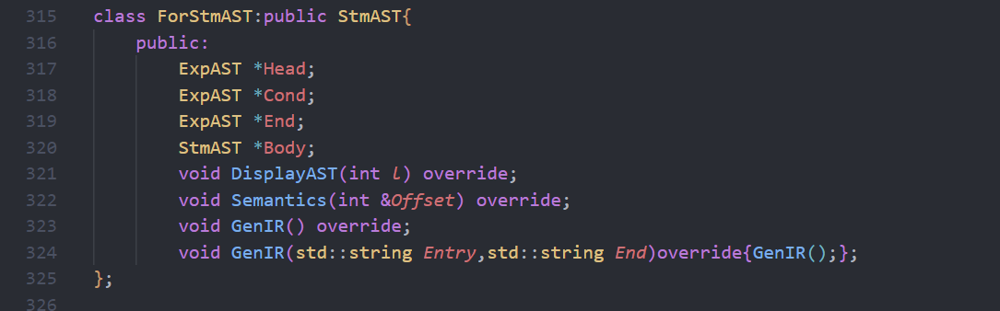 315 class ForStmAST:public StmAST{
316 public:
317 ExpAST *Head;
318 ExpAST *Cond;
319 ExpAST *End;
320 StmAST *Body;
321 void DisplayAST(int l) override;
322 void Semantics(int &Offset) override;
323 void GenIR() override;
324 void GenIR(std::string Entry,std::string End)override{GenIR();};
325 };
326